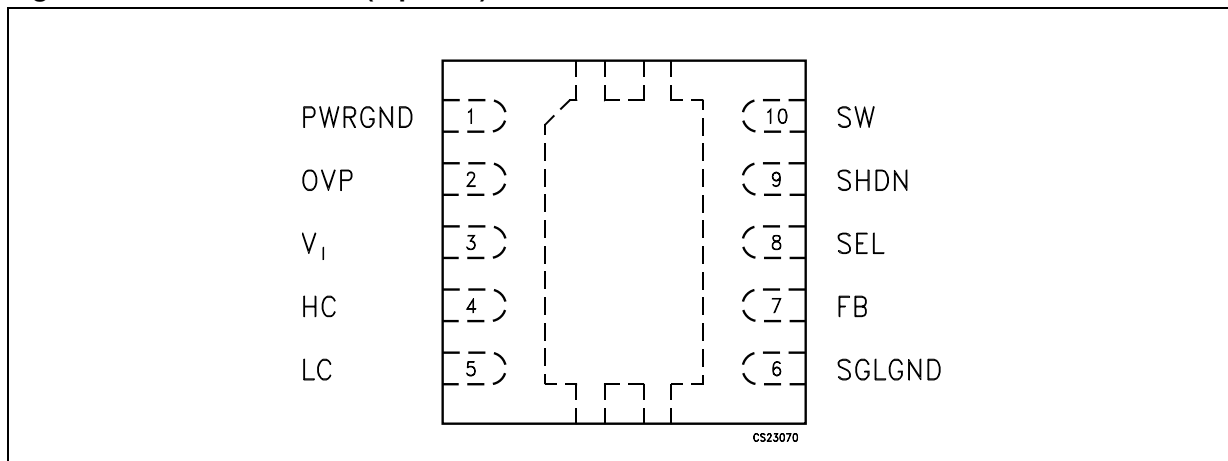 PWRGND 1 10 SW
OVP 2 9 SHDN
V_I 3 8 SEL
HC 4 7 FB
LC 5 6 SGLGND
CS23070